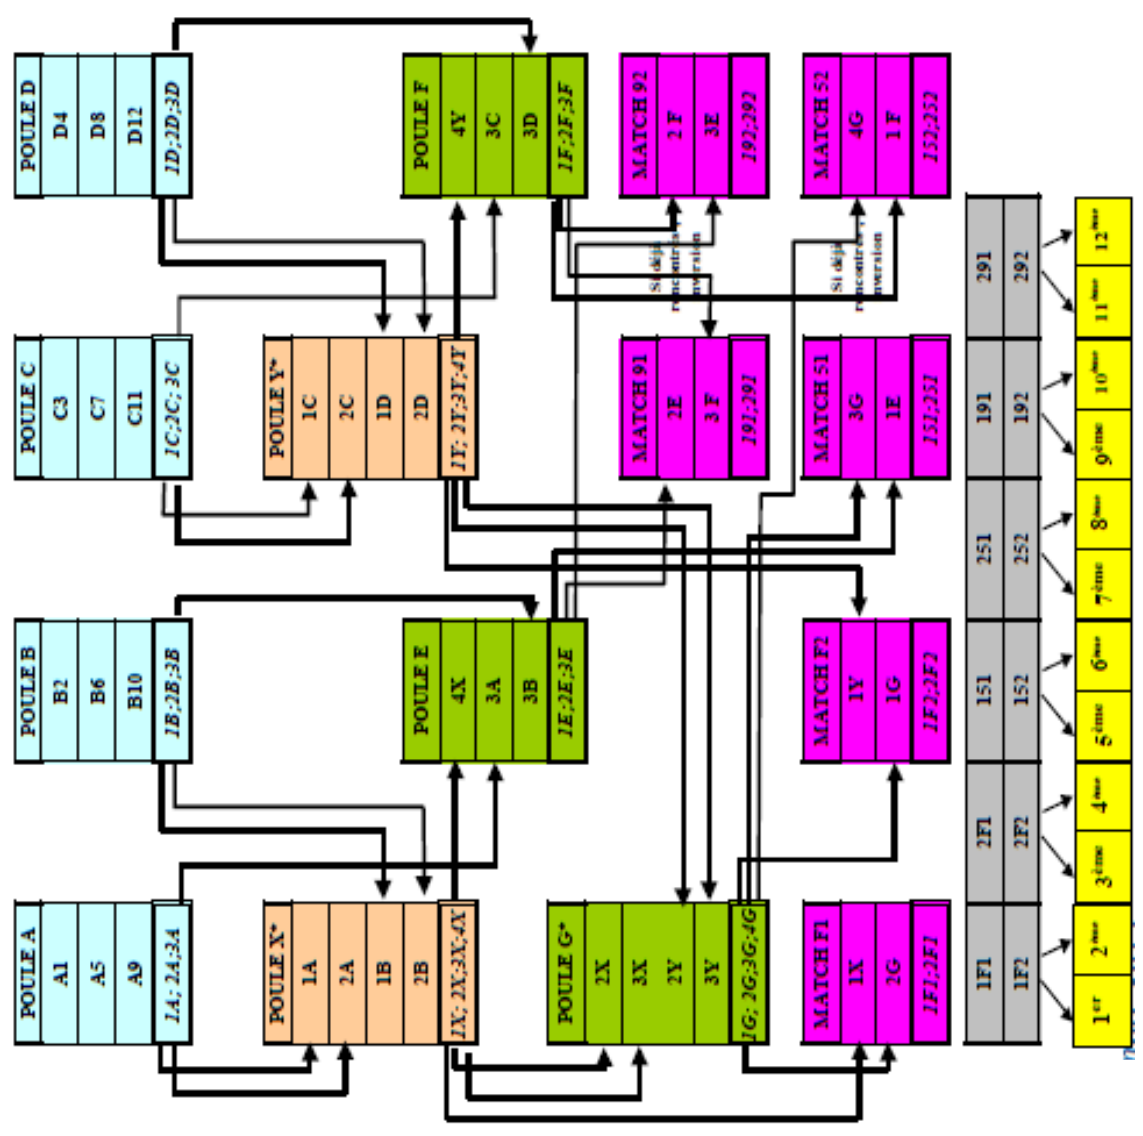 POULE A
A1
A5
A9
1A; 2A;3A
POULE B
B2
B6
B10
1B;2B;3B
POULE C
C3
C7
C11
1C;2C; 3C
POULE D
D4
D8
D12
1D;2D;3D
POULE X*
1A
2A
1B
2B
1X; 2X;3X;4X
POULE Y*
1C
2C
1D
2D
1Y; 2Y;3Y;4Y
POULE E
4X
3A
3B
1E;2E;3E
POULE F
4Y
3C
3D
1F;2F;3F
POULE G*
2X
3X
2Y
3Y
1G; 2G;3G;4G
MATCH 91
2E
3 F
191;291
Si déjà
rencontrés
MATCH 92
2 F
3E
192;292
MATCH F1
1X
2G
1F1;2F1
MATCH F2
1Y
1G
1F2;2F2
MATCH 51
3G
1E
151;251
Si déjà
rencontrés
MATCH 52
4G
1 F
152;252
1F1 2F1 151 251 191 291
1F2 2F2 152 252 192 292
1er 2ème 3ème 4ème 5ème 6ème 7ème 8ème 9ème 10ème 11ème 12ème